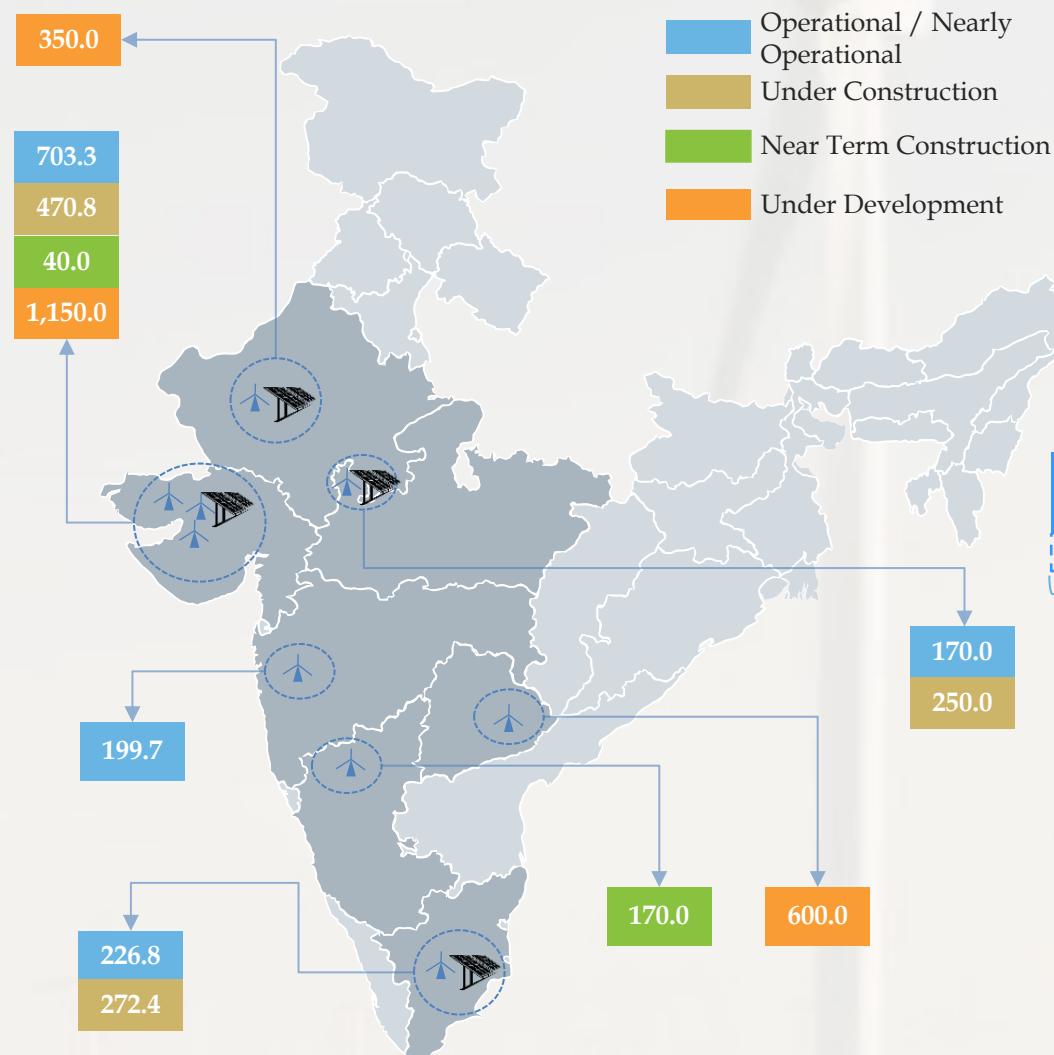 350.0
Operational / Nearly
Operational
Under Construction
Near Term Construction
Under Development
703.3
470.8
40.0
1,150.0
170.0
250.0
199.7
170.0
600.0
226.8
272.4